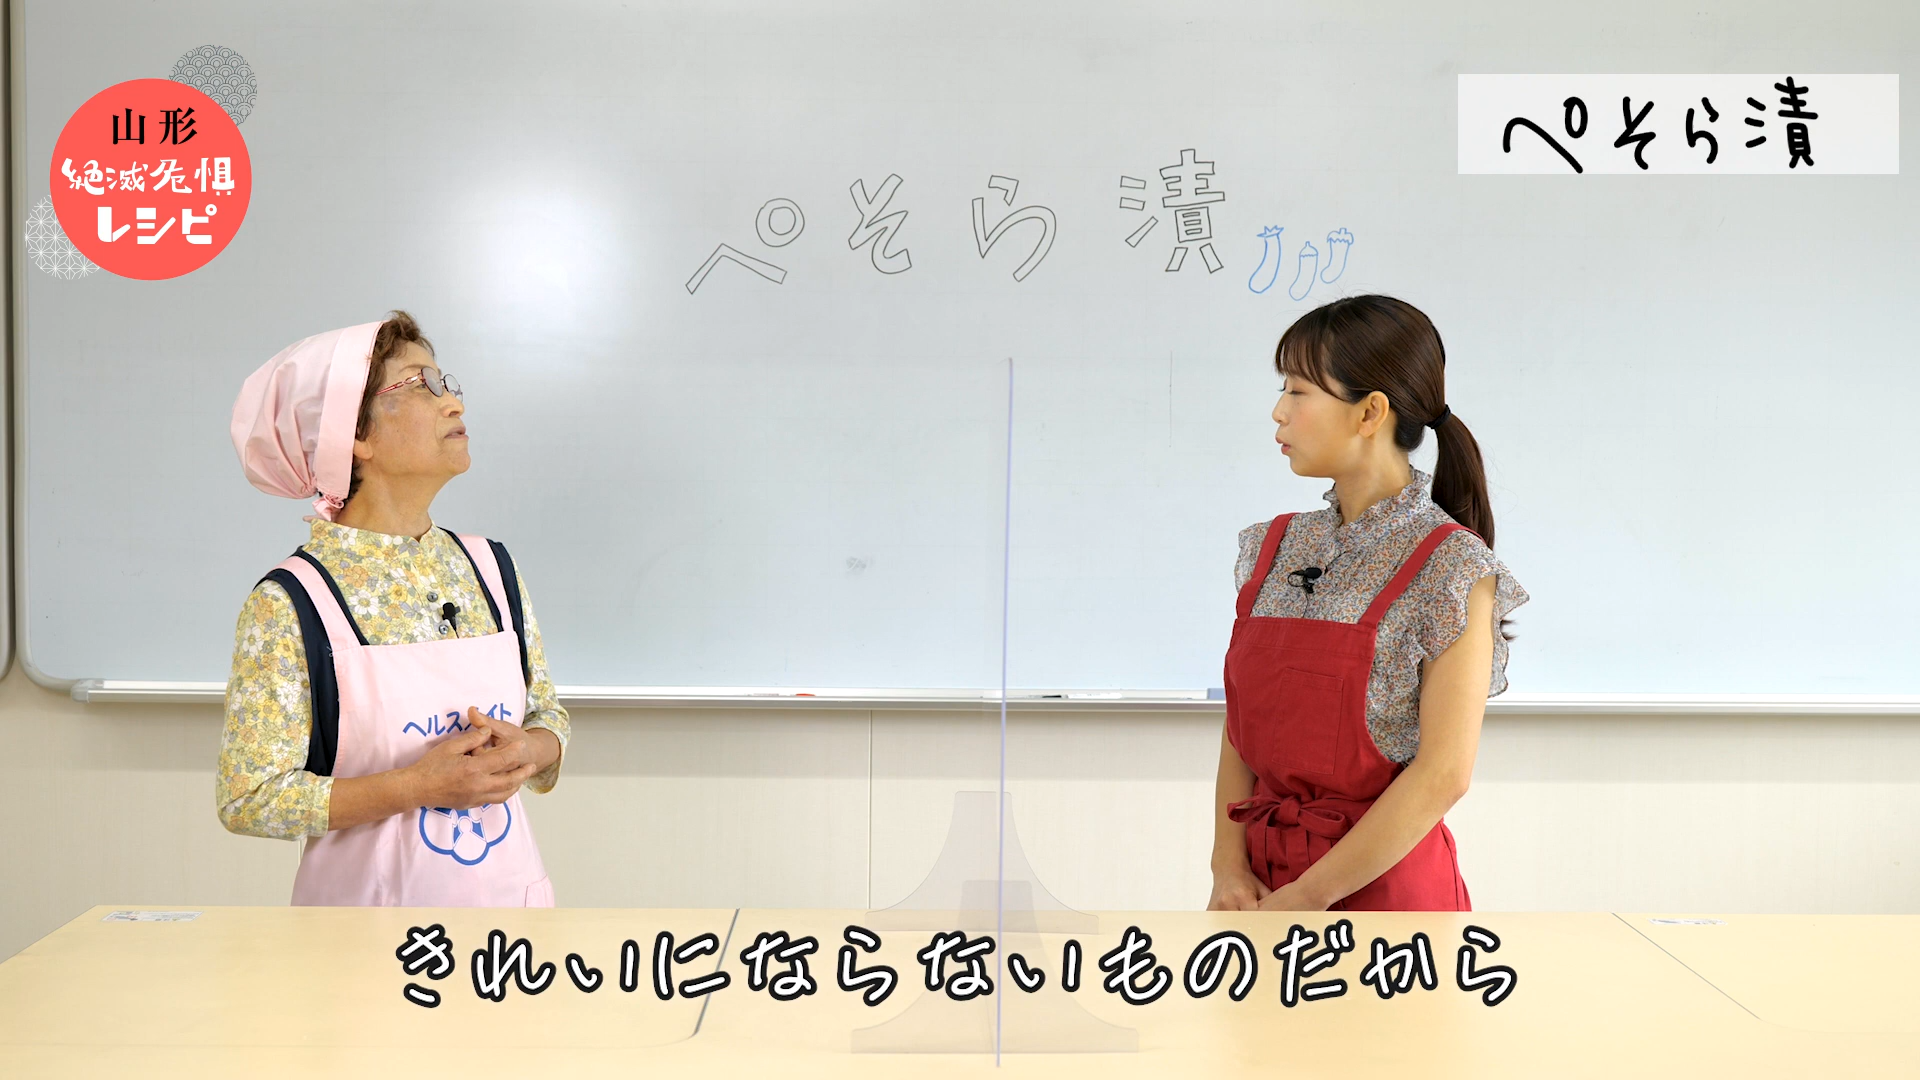 山形
絶滅危惧
レシピ
ぺそら漬
ぺそら漬
ヘルスメイト
きれいにならないものだから